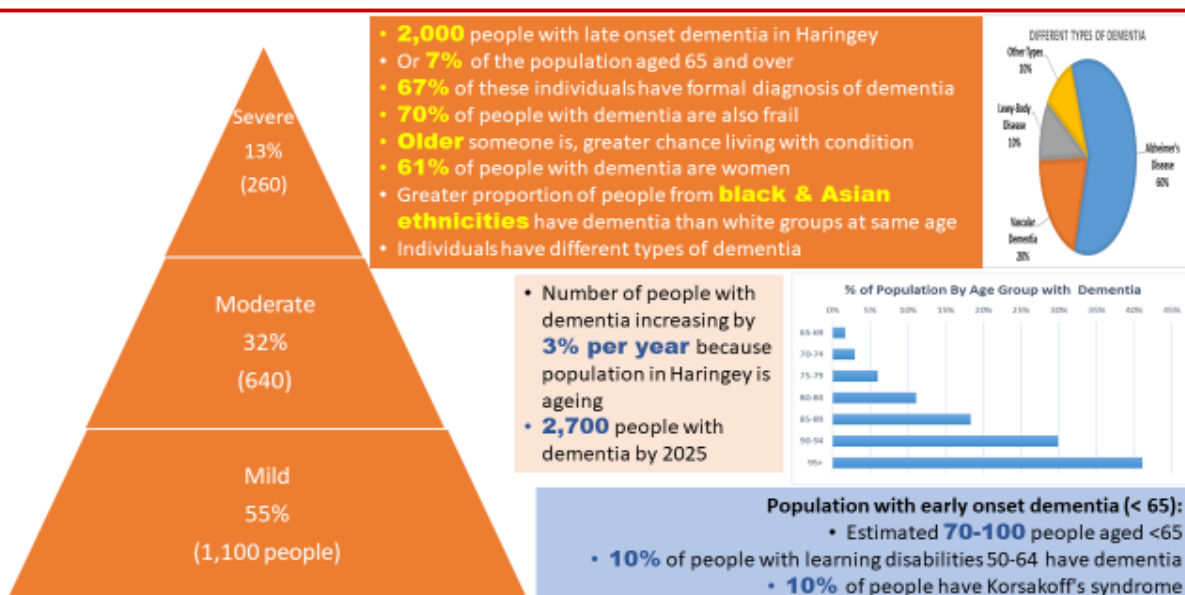 Severe
13%
(260)
Moderate
32%
(640)
Mild
55%
(1,100 people)
• 2,000 people with late onset dementia in Haringey
• Or 7% of the population aged 65 and over
• 67% of these individuals have formal diagnosis of dementia
• 70% of people with dementia are also frail
• Older someone is, greater chance living with condition
• 61% of people with dementia are women
• Greater proportion of people from black & Asian
ethnicities have dementia than white groups at same age
• Individuals have different types of dementia
DIFFERENT TYPES OF DEMENTIA
Other Types
10%
Lewy-Body
Disease
10%
Alzheimer's
Disease
60%
Vascular
Dementia
20%
• Number of people with
dementia increasing by
3% per year because
population in Haringey is
ageing
• 2,700 people with
dementia by 2025
% of Population By Age Group with Dementia
0% 5% 10% 15% 20% 25% 30% 35% 40% 45%
65-69
70-74
75-79
80-84
85-89
90-94
95+
Population with early onset dementia (< 65):
• Estimated 70-100 people aged <65
• 10% of people with learning disabilities 50-64 have dementia
• 10% of people have Korsakoff's syndrome